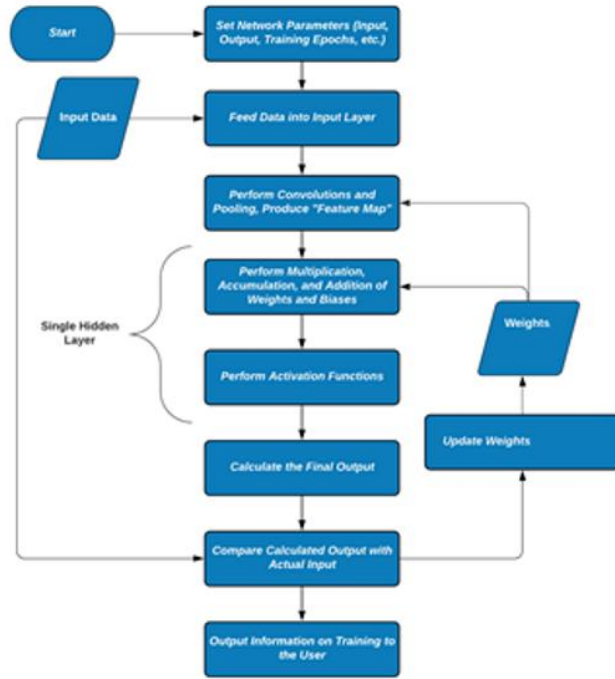 Start
Set Network Parameters (Input,
Output, Training Epochs, etc.)
Input Data
Feed Data into Input Layer
Perform Convolutions and
Pooling, Produce "Feature Map"
Single Hidden
Layer
Perform Multiplication,
Accumulation, and Addition of
Weights and Biases
Weights
Perform Activation Functions
Update Weights
Calculate the Final Output
Compare Calculated Output with
Actual Input
Output Information on Training to
the User